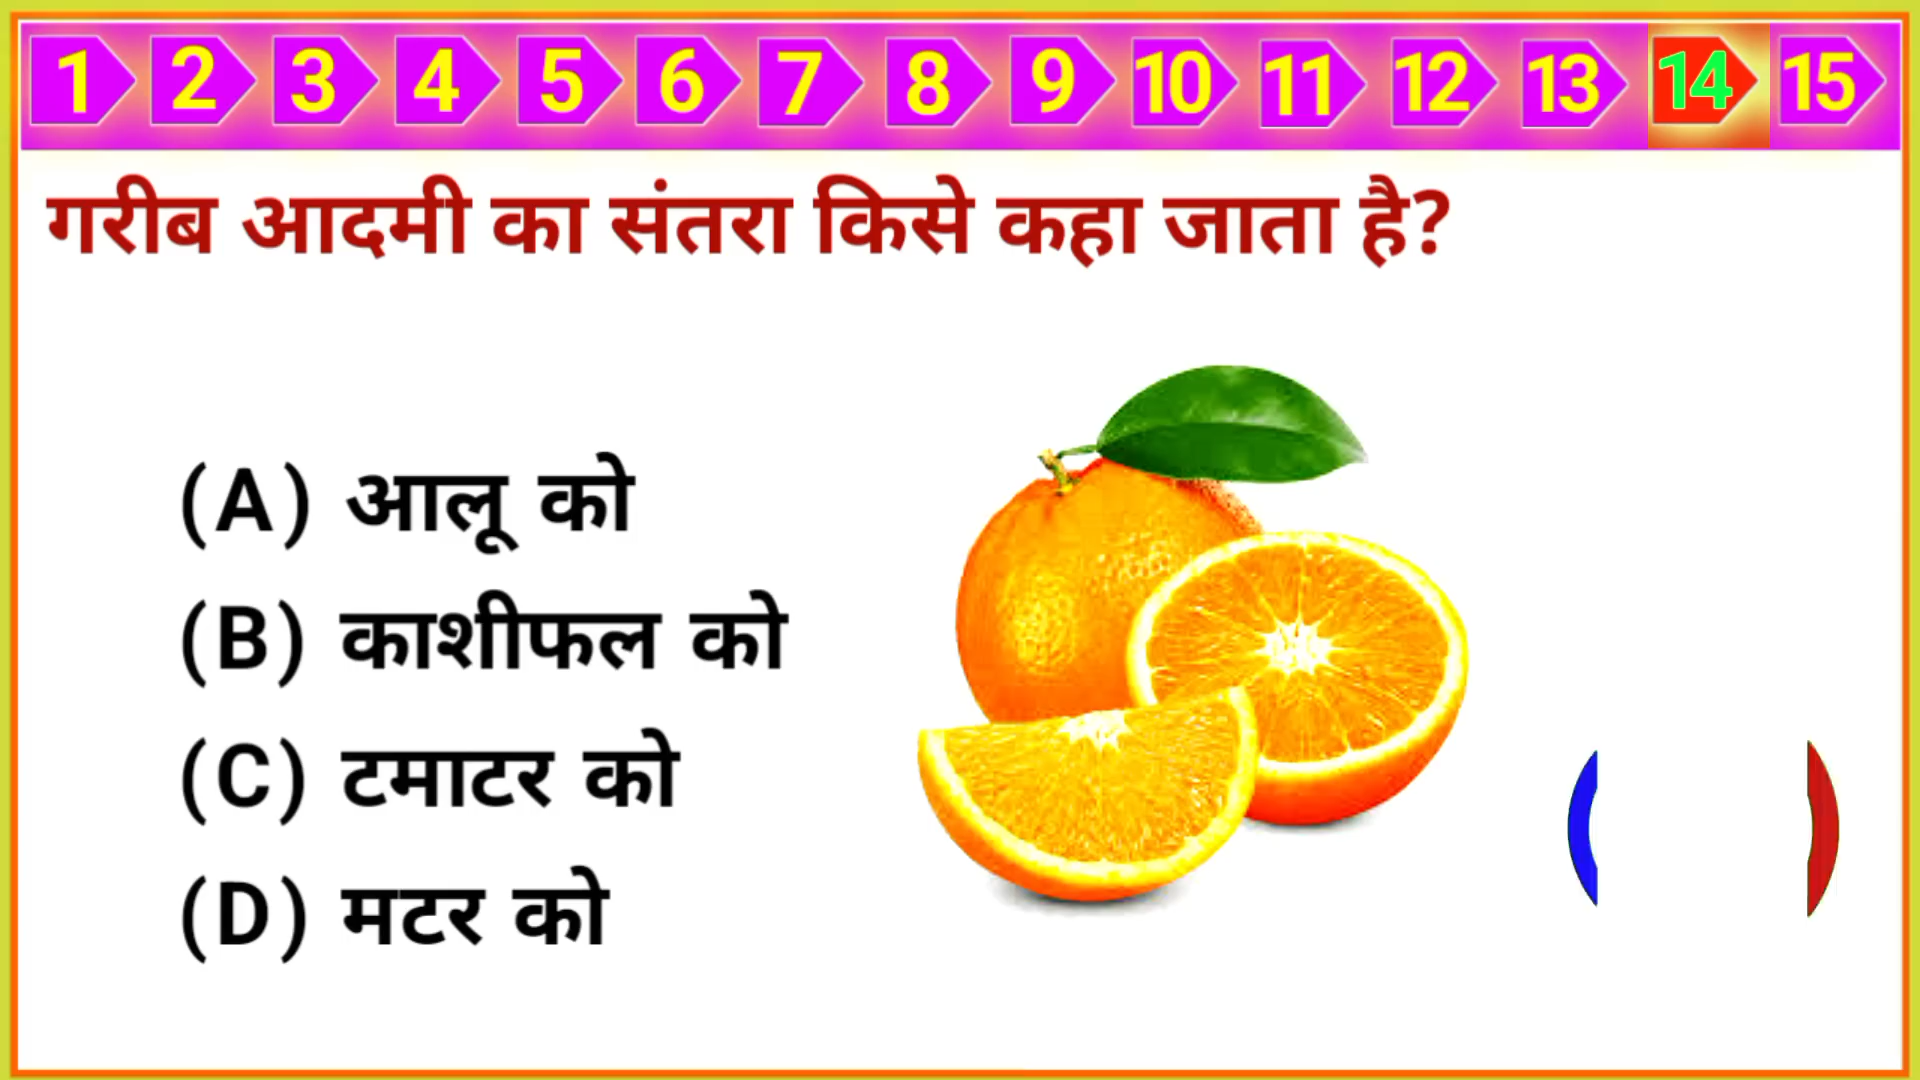 1 2 3 4 5 6 7 8 9 10 11 12 13 14 15
गरीब आदमी का संतरा किसे कहा जाता है?
(A) आलू को
(B) काशीफल को
(C) टमाटर को
(D) मटर को